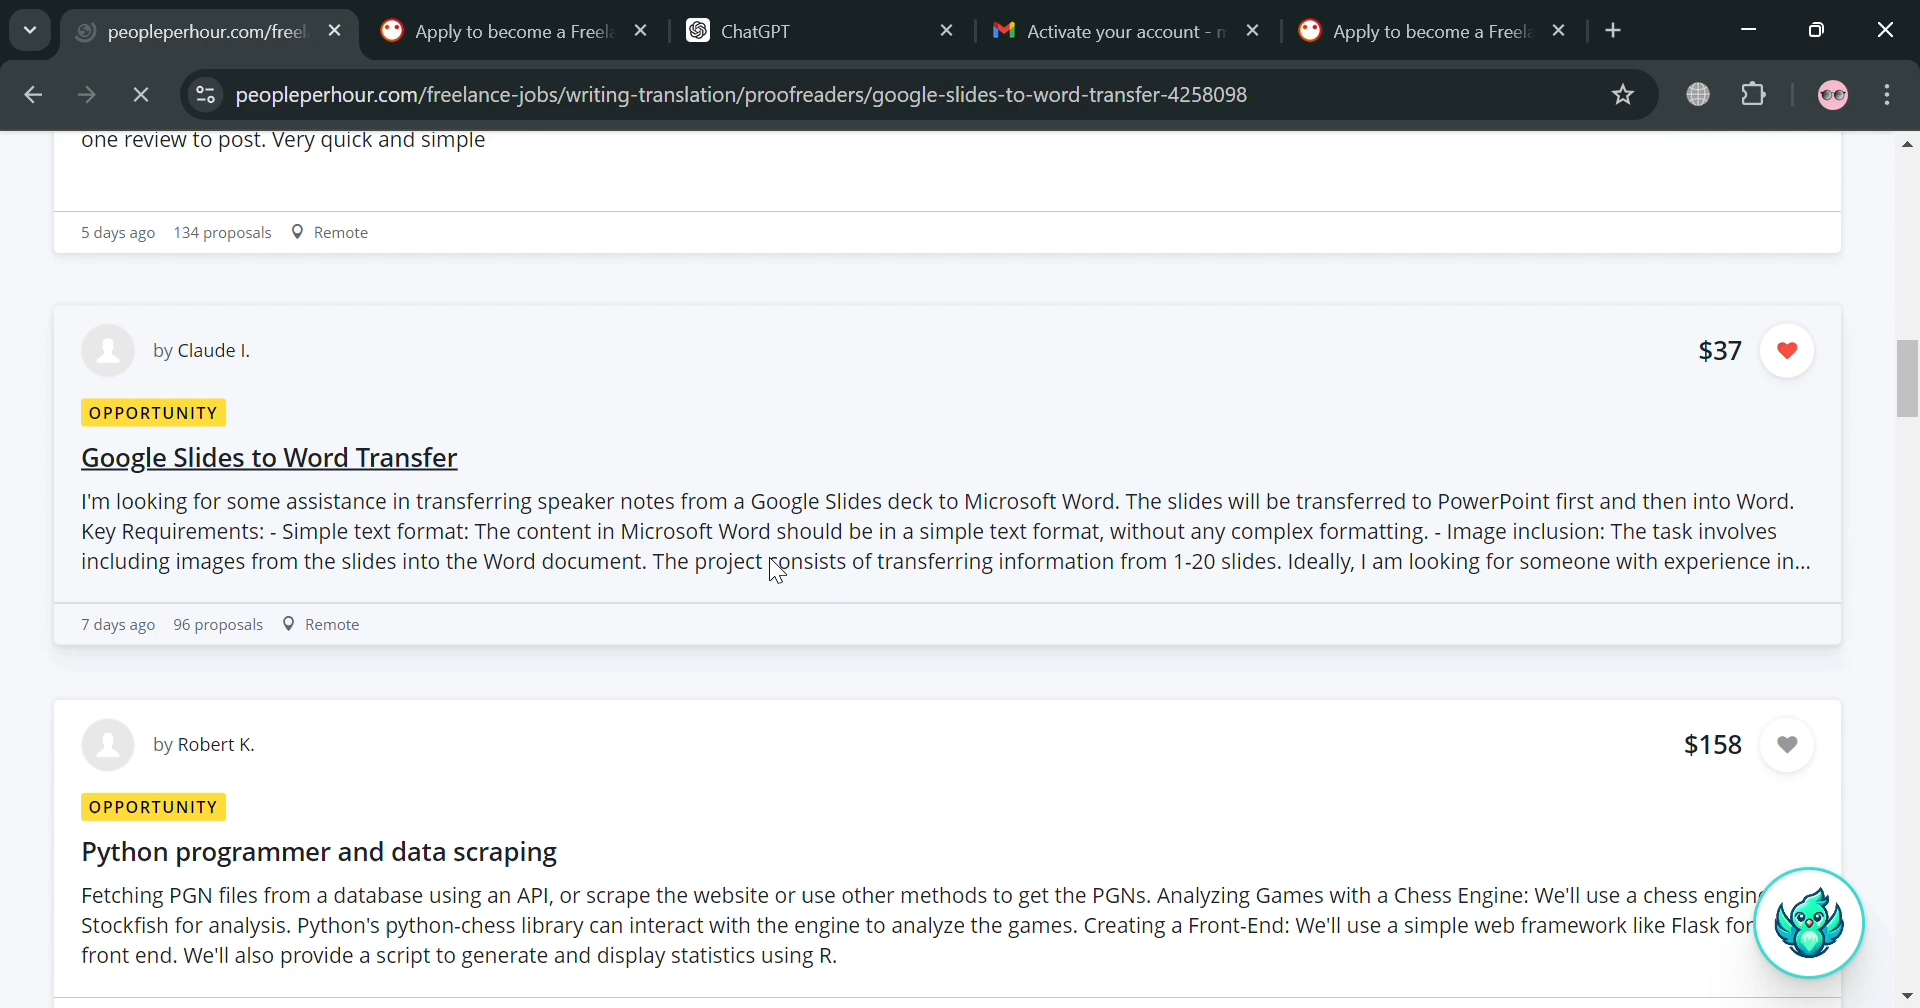 peopleperhour.com/freel
Apply to become a Freel
ChatGPT
Activate your account - m
Apply to become a Freel
peopleperhour.com/freelance-jobs/writing-translation/proofreaders/google-slides-to-word-transfer-4258098
one review to post. Very quick and simple
5 days ago 134 proposals Remote
by Claude I.
$37
OPPORTUNITY
Google Slides to Word Transfer
I'm looking for some assistance in transferring speaker notes from a Google Slides deck to Microsoft Word. The slides will be transferred to PowerPoint first and then into Word.
Key Requirements: - Simple text format: The content in Microsoft Word should be in a simple text format, without any complex formatting. - Image inclusion: The task involves
including images from the slides into the Word document. The project consists of transferring information from 1-20 slides. Ideally, I am looking for someone with experience in...
7 days ago 96 proposals Remote
by Robert K.
$158
OPPORTUNITY
Python programmer and data scraping
Fetching PGN files from a database using an API, or scrape the website or use other methods to get the PGNs. Analyzing Games with a Chess Engine: We'll use a chess engin
Stockfish for analysis. Python's python-chess library can interact with the engine to analyze the games. Creating a Front-End: We'll use a simple web framework like Flask for
front end. We'll also provide a script to generate and display statistics using R.